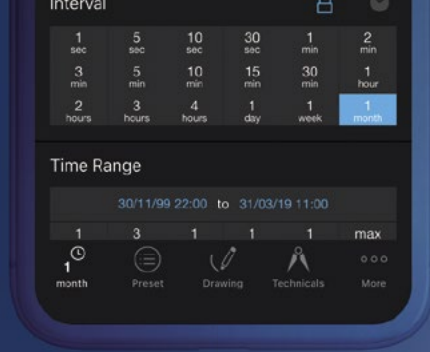 Interval
1 5 10 30 1 2
sec sec sec sec min min
3 5 10 15 30 1
min min min min min hour
2 3 4 1 1 1
hours hours hours day week month
Time Range
30/11/99 22:00 to 31/03/19 11:00
1 3 1 1 1 max
1
month Preset Drawing Technicals More